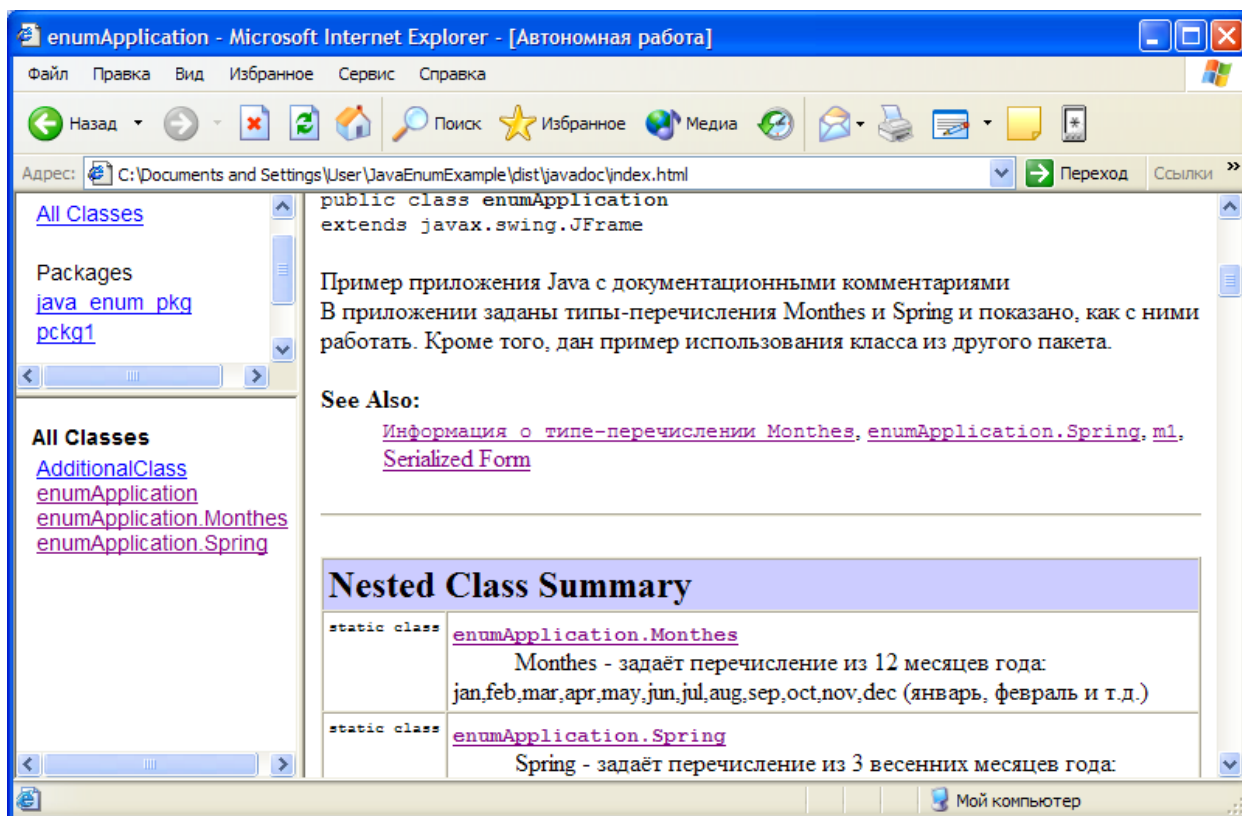 enumApplication - Microsoft Internet Explorer - [Автономная работа]
Файл Правка Вид Избранное Сервис Справка
Назад Поиск Избранное Медиа
Адрес: C:\Documents and Settings\User\JavaEnumExample\dist\javadoc\index.html Переход Ссылки »
All Classes
Packages
java_enum_pkg
pckg1
All Classes
AdditionalClass
enumApplication
enumApplication.Monthes
enumApplication.Spring
public class enumApplication
extends javax.swing.JFrame
Пример приложения Java с документационными комментариями
В приложении заданы типы-перечисления Monthes и Spring и показано, как с ними
работать. Кроме того, дан пример использования класса из другого пакета.
See Also:
Информация о типе-перечислении Monthes, enumApplication.Spring, m1,
Serialized Form
Nested Class Summary
static class enumApplication.Monthes
Monthes - задаёт перечисление из 12 месяцев года:
jan,feb,mar,apr,may,jun,jul,aug,sep,oct,nov,dec (январь, февраль и т.д.)
static class enumApplication.Spring
Spring - задаёт перечисление из 3 весенних месяцев года:
Мой компьютер